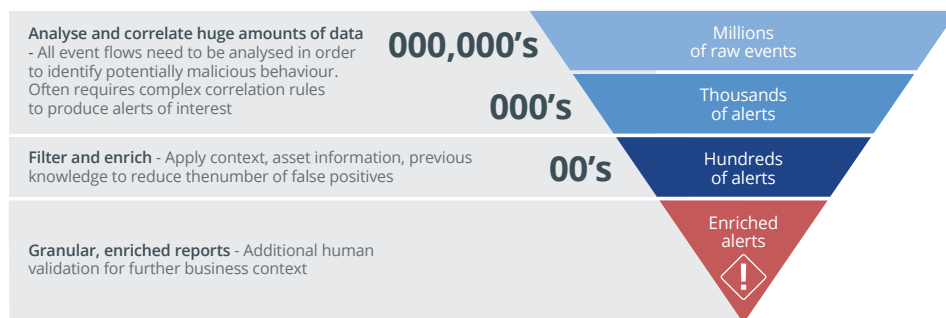 Analyse and correlate huge amounts of data
- All event flows need to be analysed in order
to identify potentially malicious behaviour.
Often requires complex correlation rules
to produce alerts of interest
000,000's
Millions
of raw events
000's
Thousands
of alerts
Filter and enrich - Apply context, asset information, previous
knowledge to reduce thenumber of false positives
00's
Hundreds
of alerts
Granular, enriched reports - Additional human
validation for further business context
Enriched
alerts
!